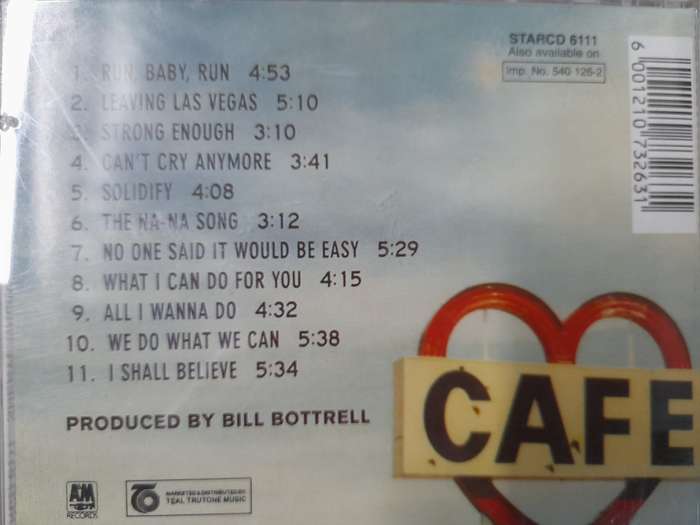 STARCD 6111
Also available on
Imp. No. 540 126-2
6 001210 732631
1. RUN, BABY, RUN 4:53
2. LEAVING LAS VEGAS 5:10
3. STRONG ENOUGH 3:10
4. CAN'T CRY ANYMORE 3:41
5. SOLIDIFY 4:08
6. THE NA-NA SONG 3:12
7. NO ONE SAID IT WOULD BE EASY 5:29
8. WHAT I CAN DO FOR YOU 4:15
9. ALL I WANNA DO 4:32
10. WE DO WHAT WE CAN 5:38
11. I SHALL BELIEVE 5:34
PRODUCED BY BILL BOTTRELL
CAFE
A&M
RECORDS
MARKETED & DISTRIBUTED BY
TEAL TRUTONE MUSIC